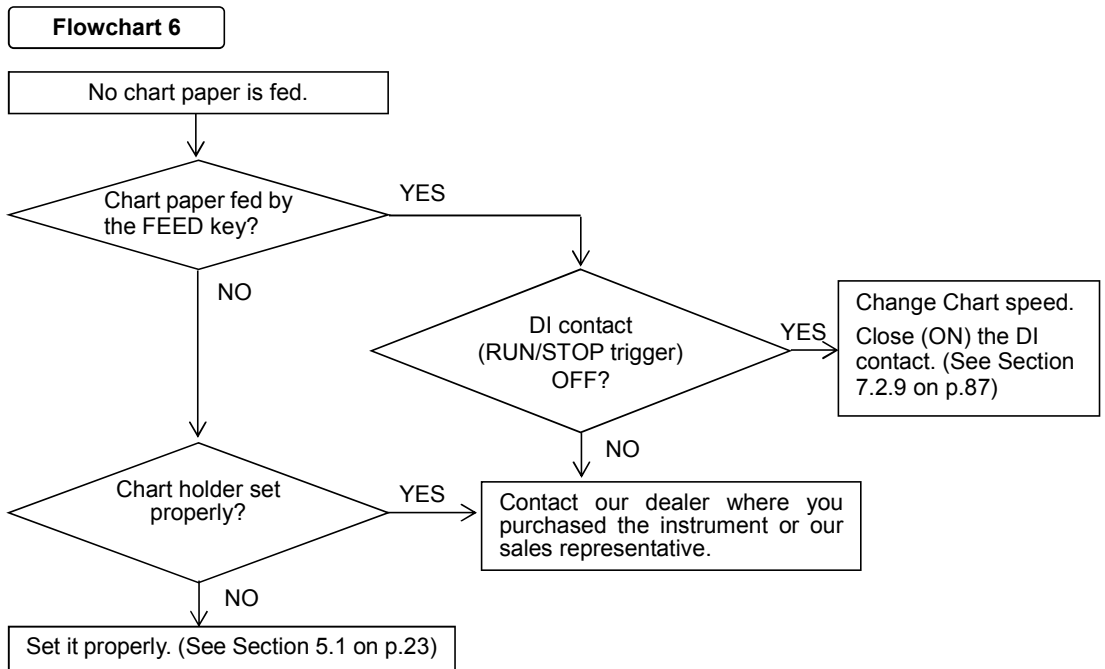 Flowchart 6
No chart paper is fed.
Chart paper fed by
the FEED key?
YES
NO
DI contact
(RUN/STOP trigger)
OFF?
YES
Change Chart speed.
Close (ON) the DI
contact. (See Section
7.2.9 on p.87)
NO
Chart holder set
properly?
YES
Contact our dealer where you
purchased the instrument or our
sales representative.
NO
Set it properly. (See Section 5.1 on p.23)